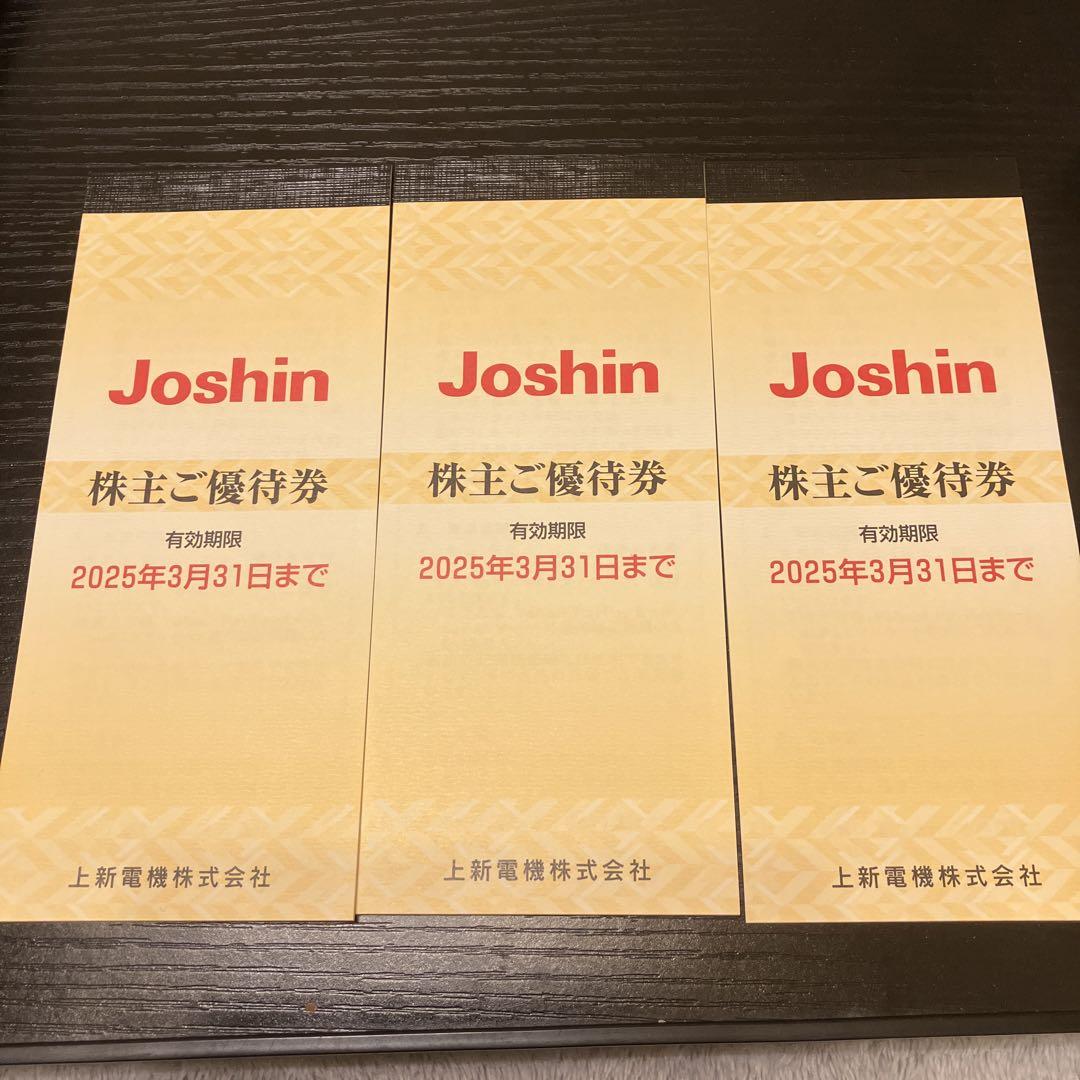 Joshin
株主ご優待券
有効期限
2025年3月31日まで
上新電機株式会社
Joshin
株主ご優待券
有効期限
2025年3月31日まで
上新電機株式会社
Joshin
株主ご優待券
有効期限
2025年3月31日まで
上新電機株式会社